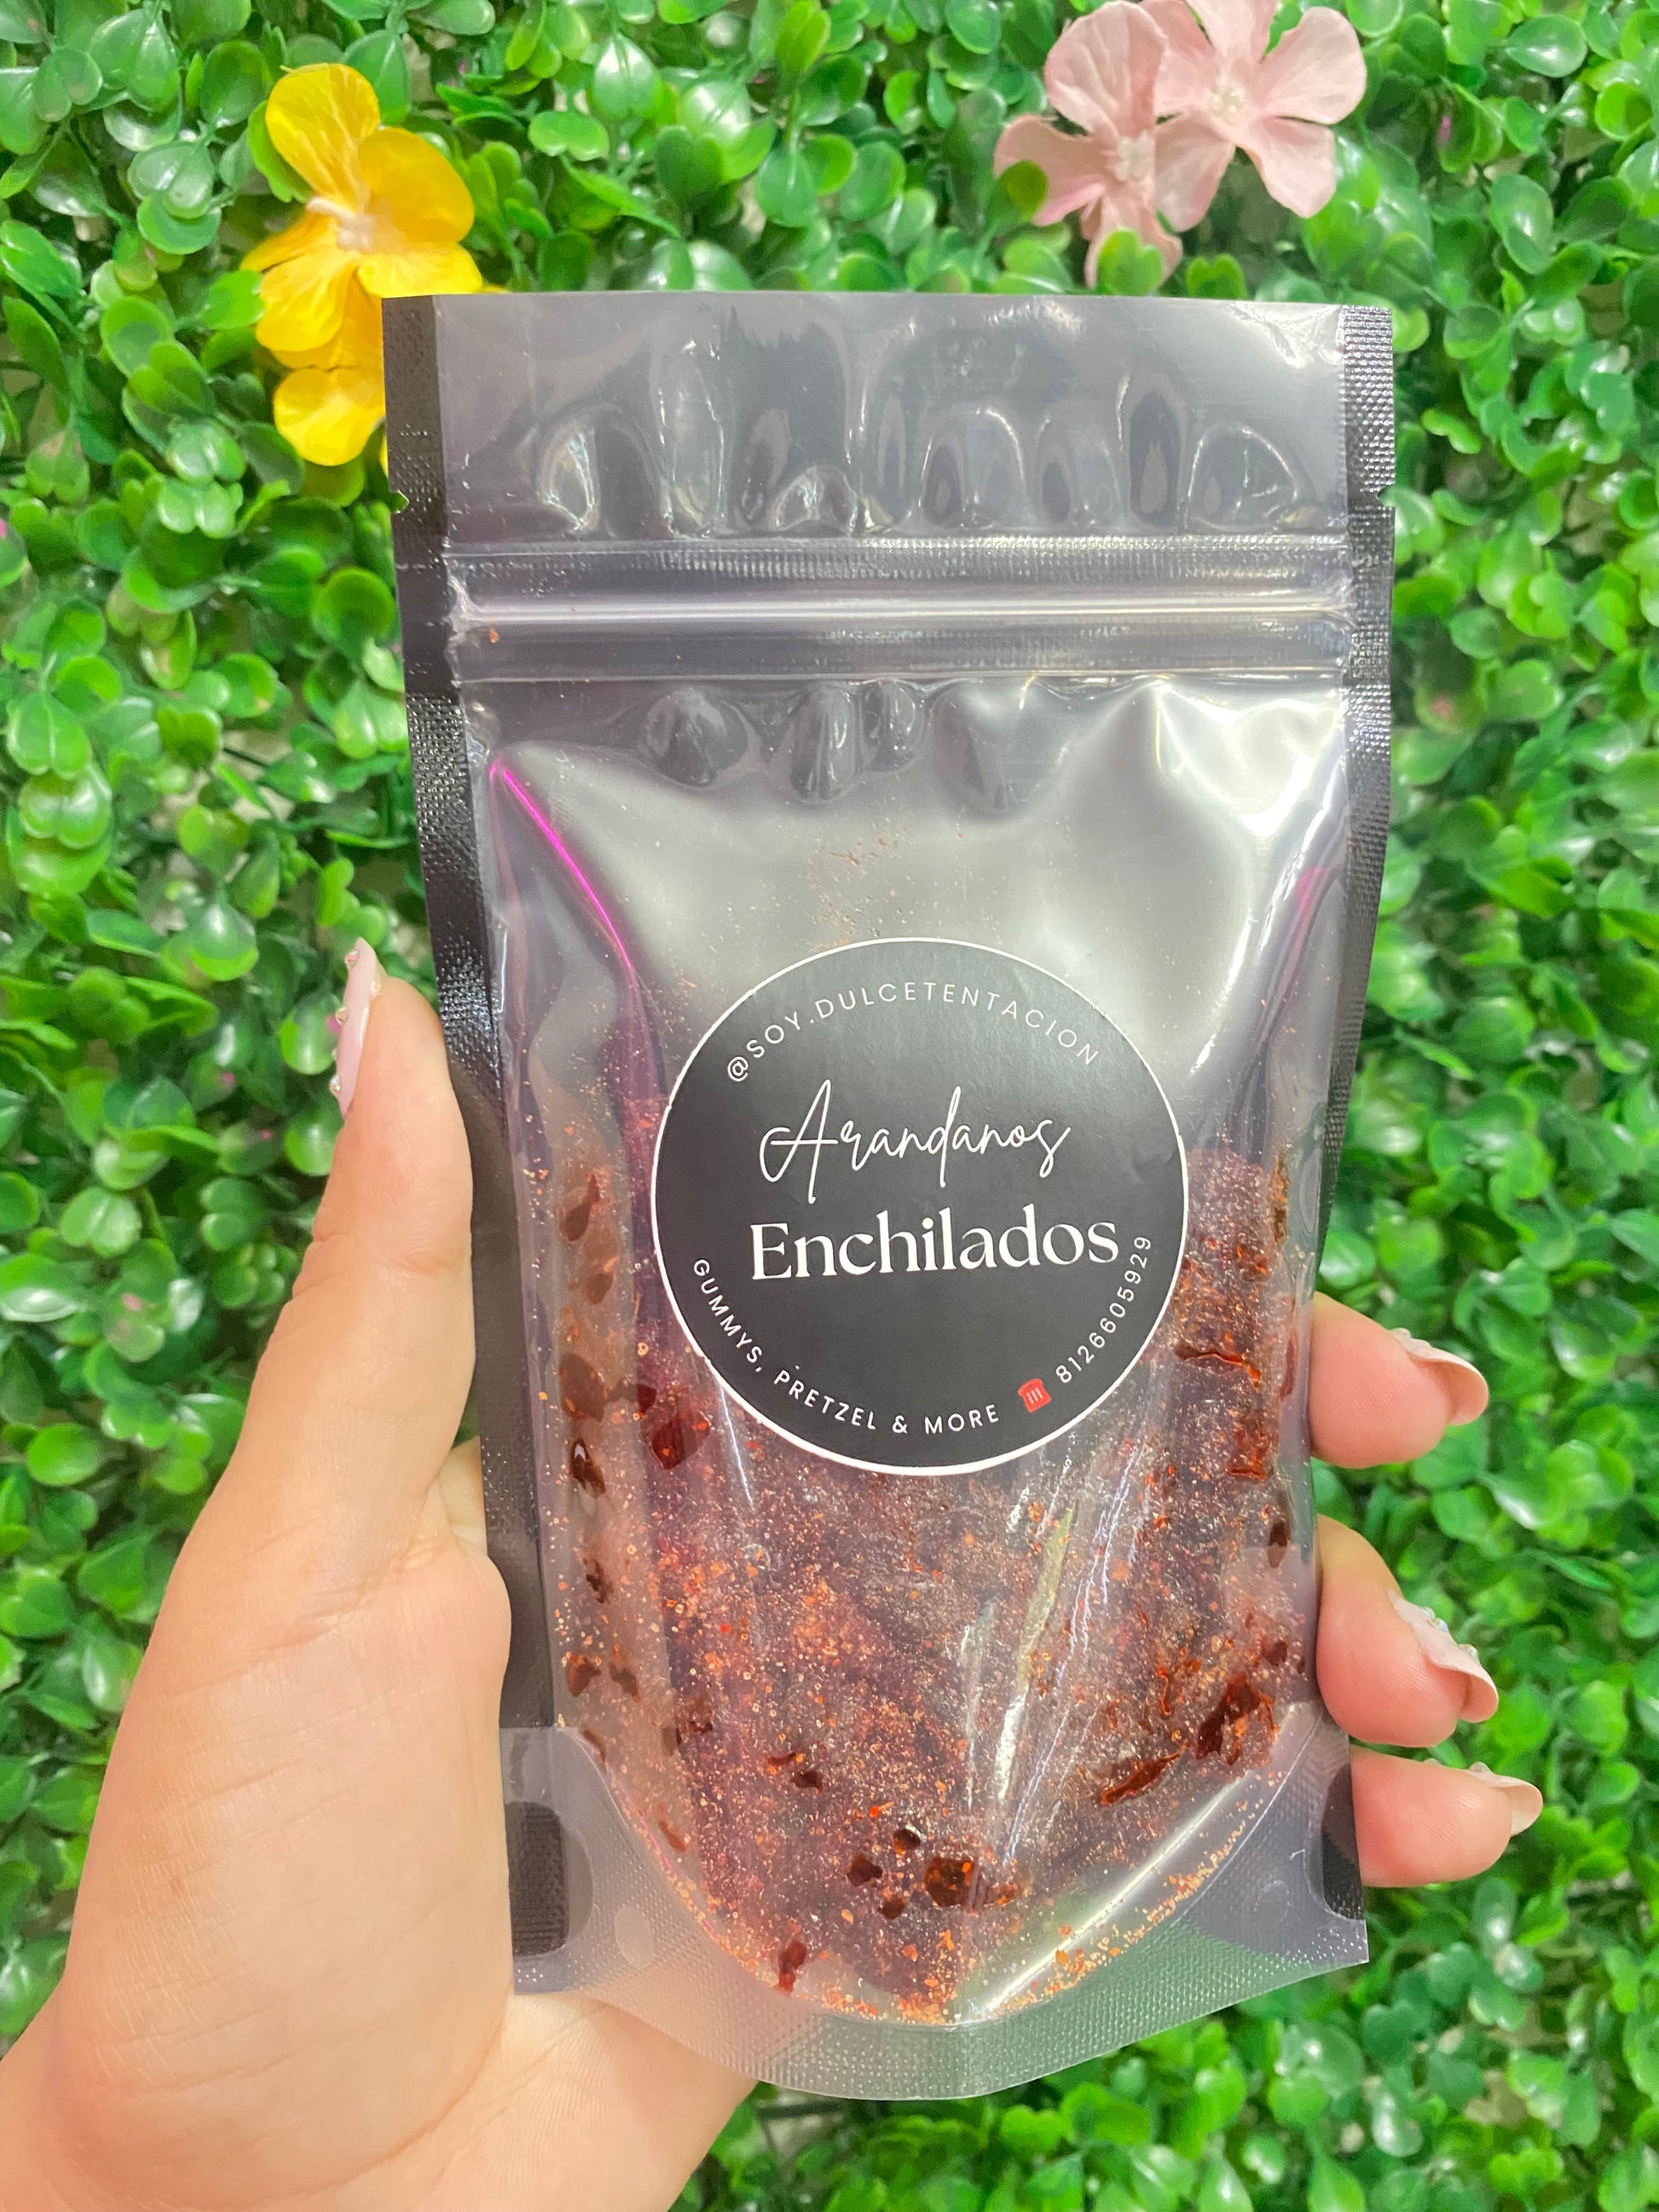 @SOY.DULCETENTACION
Arandanos
Enchilados
GUMMYS, PRETZEL & MORE ☎️ 8126605929